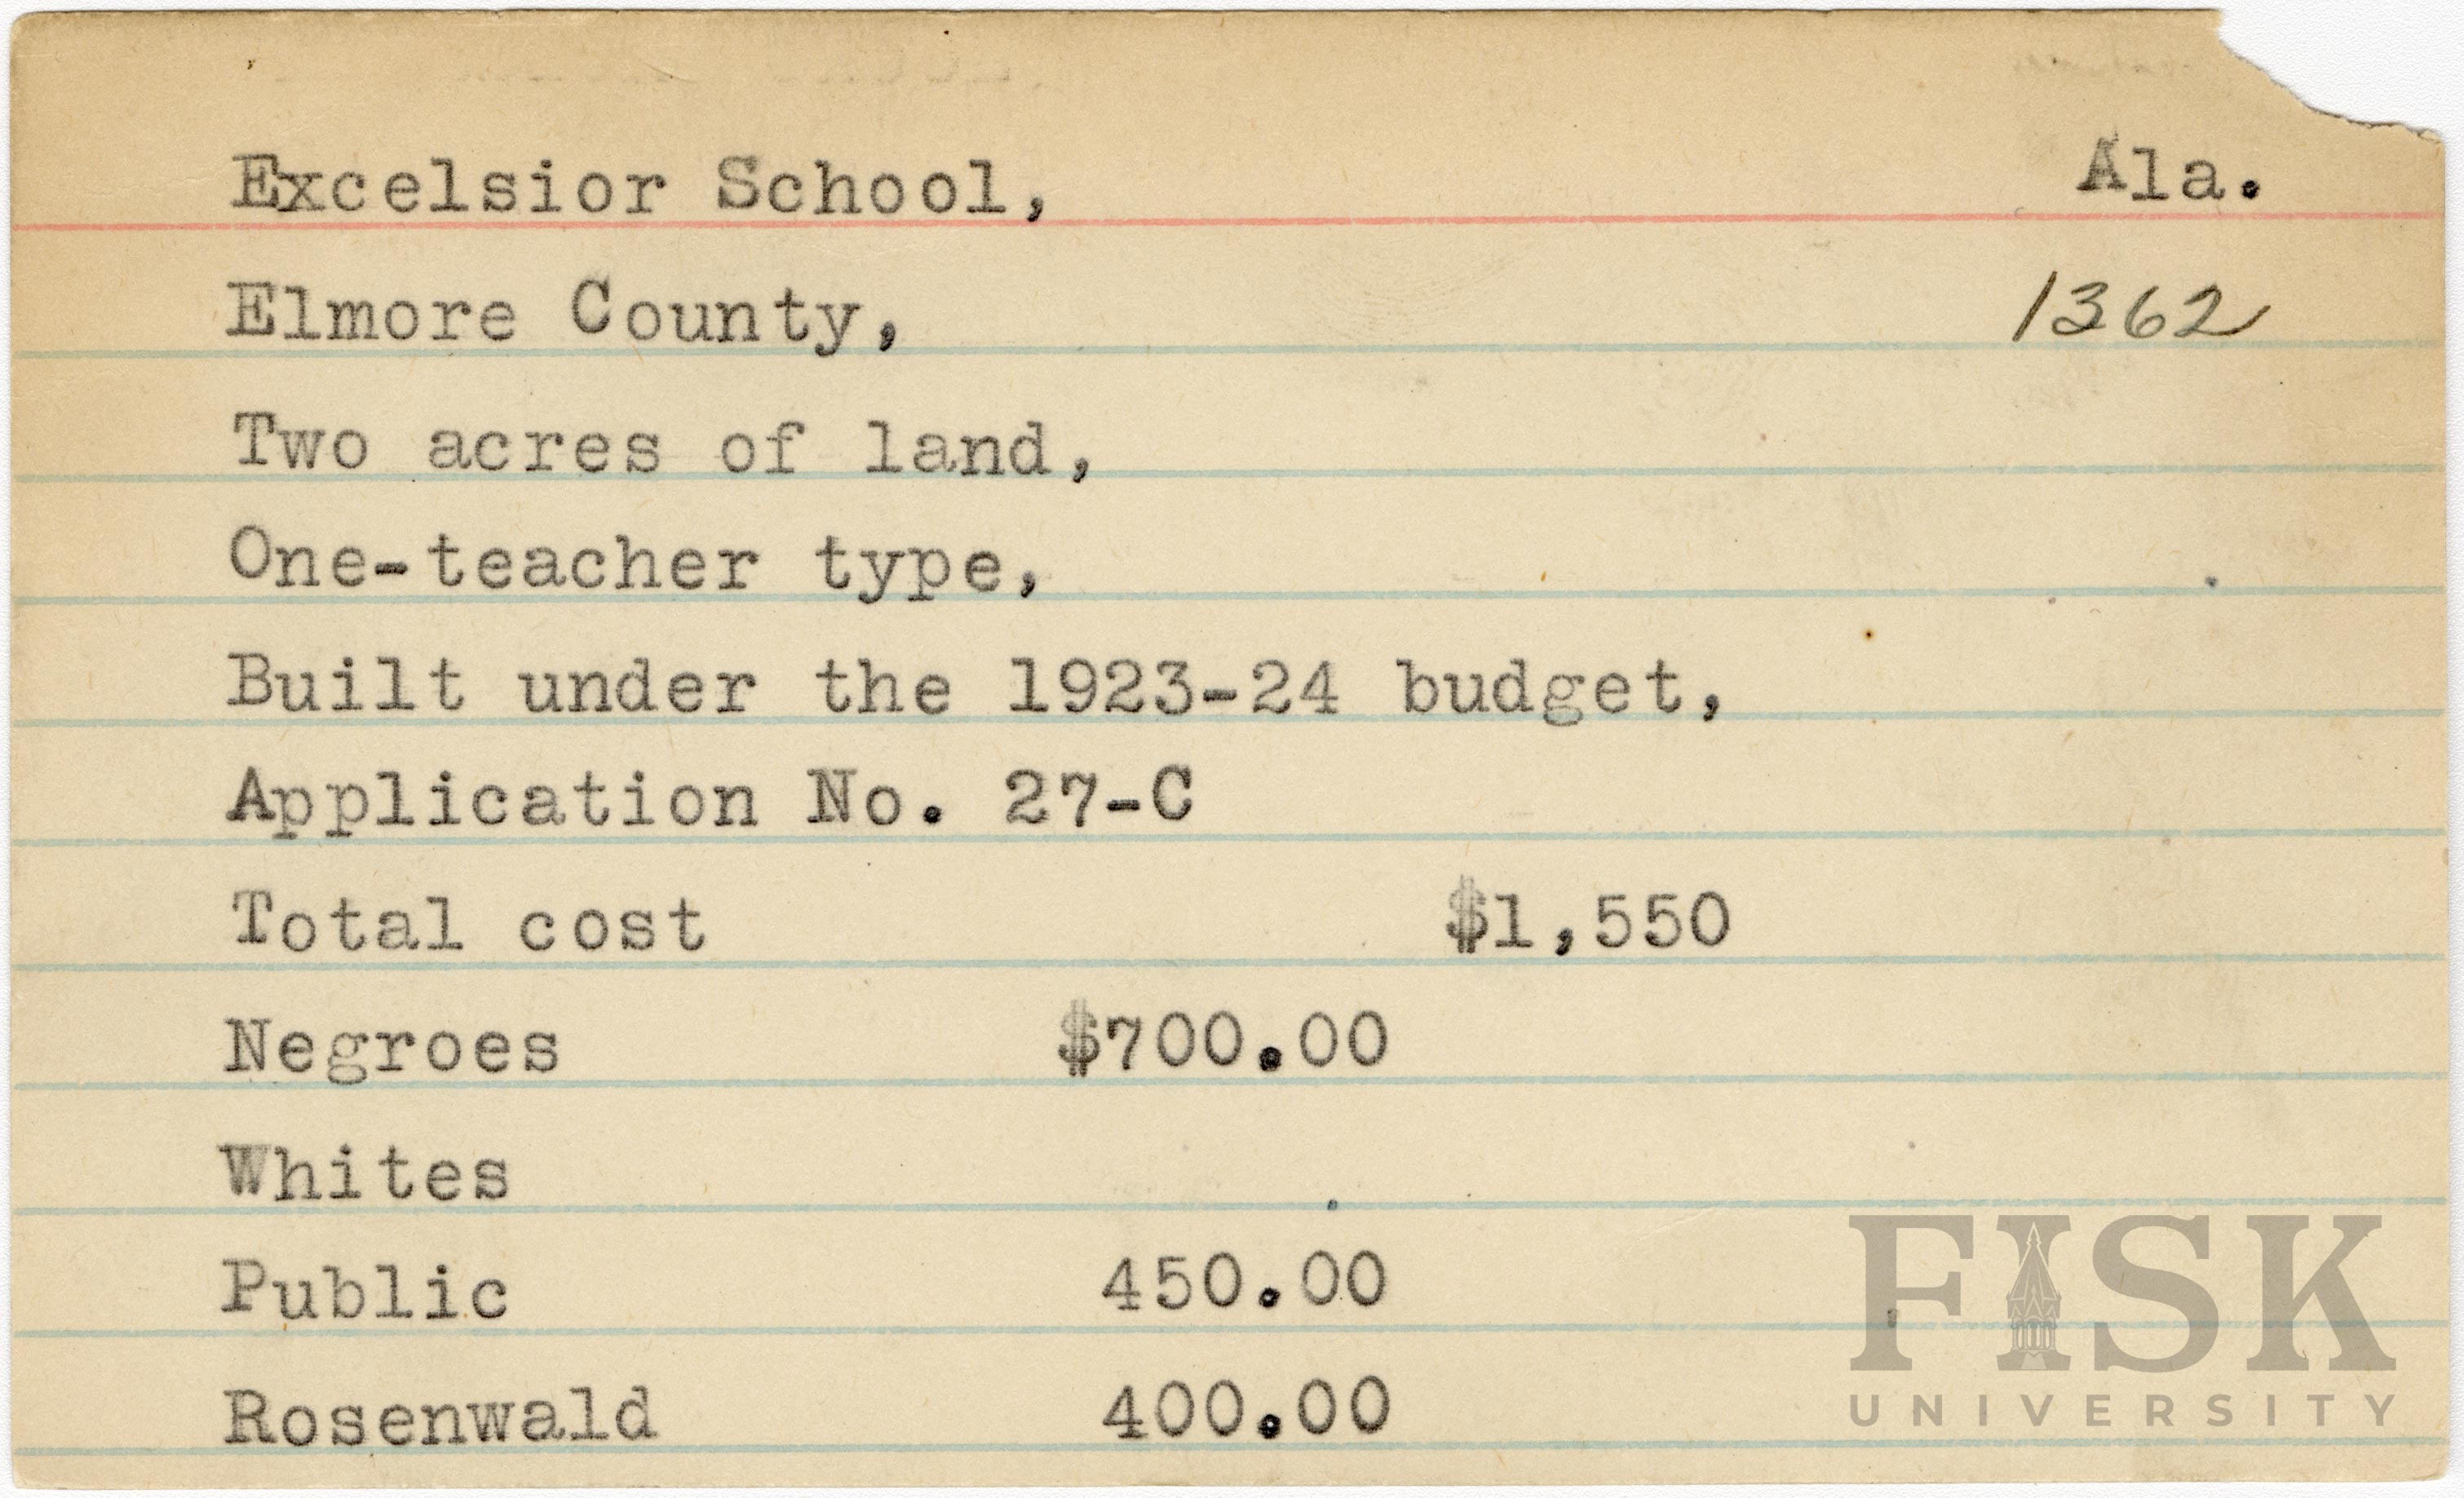 Excelsior School, Ala.
Elmore County, 1362
Two acres of land,
One-teacher type,
Built under the 1923-24 budget,
Application No. 27-C
Total cost $1,550
Negroes $700.00
Whites
Public 450.00
Rosenwald 400.00
FISK
UNIVERSITY